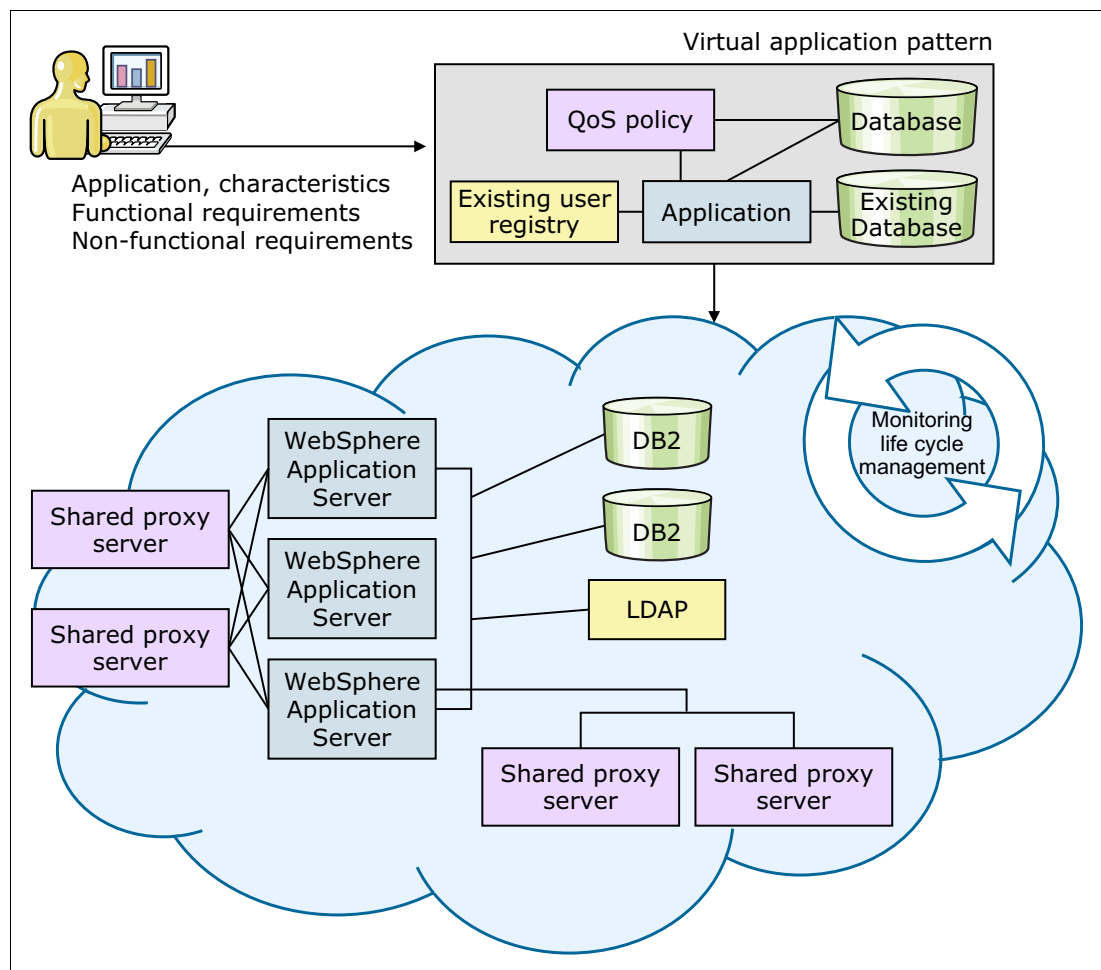 Virtual application pattern
QoS policy
Database
Application, characteristics
Functional requirements
Non-functional requirements
Existing user
registry
Application
Existing
Database
Monitoring
life cycle
management
WebSphere
Application
Server
DB2
Shared proxy
server
WebSphere
Application
Server
DB2
Shared proxy
server
LDAP
WebSphere
Application
Server
Shared proxy
server
Shared proxy
server